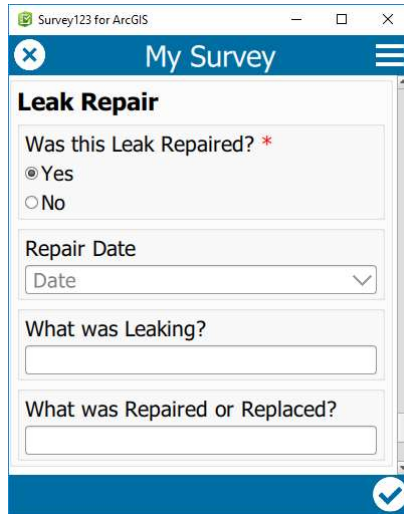 Survey123 for ArcGIS
My Survey
Leak Repair
Was this Leak Repaired? *
Yes
No
Repair Date
Date
What was Leaking?
What was Repaired or Replaced?